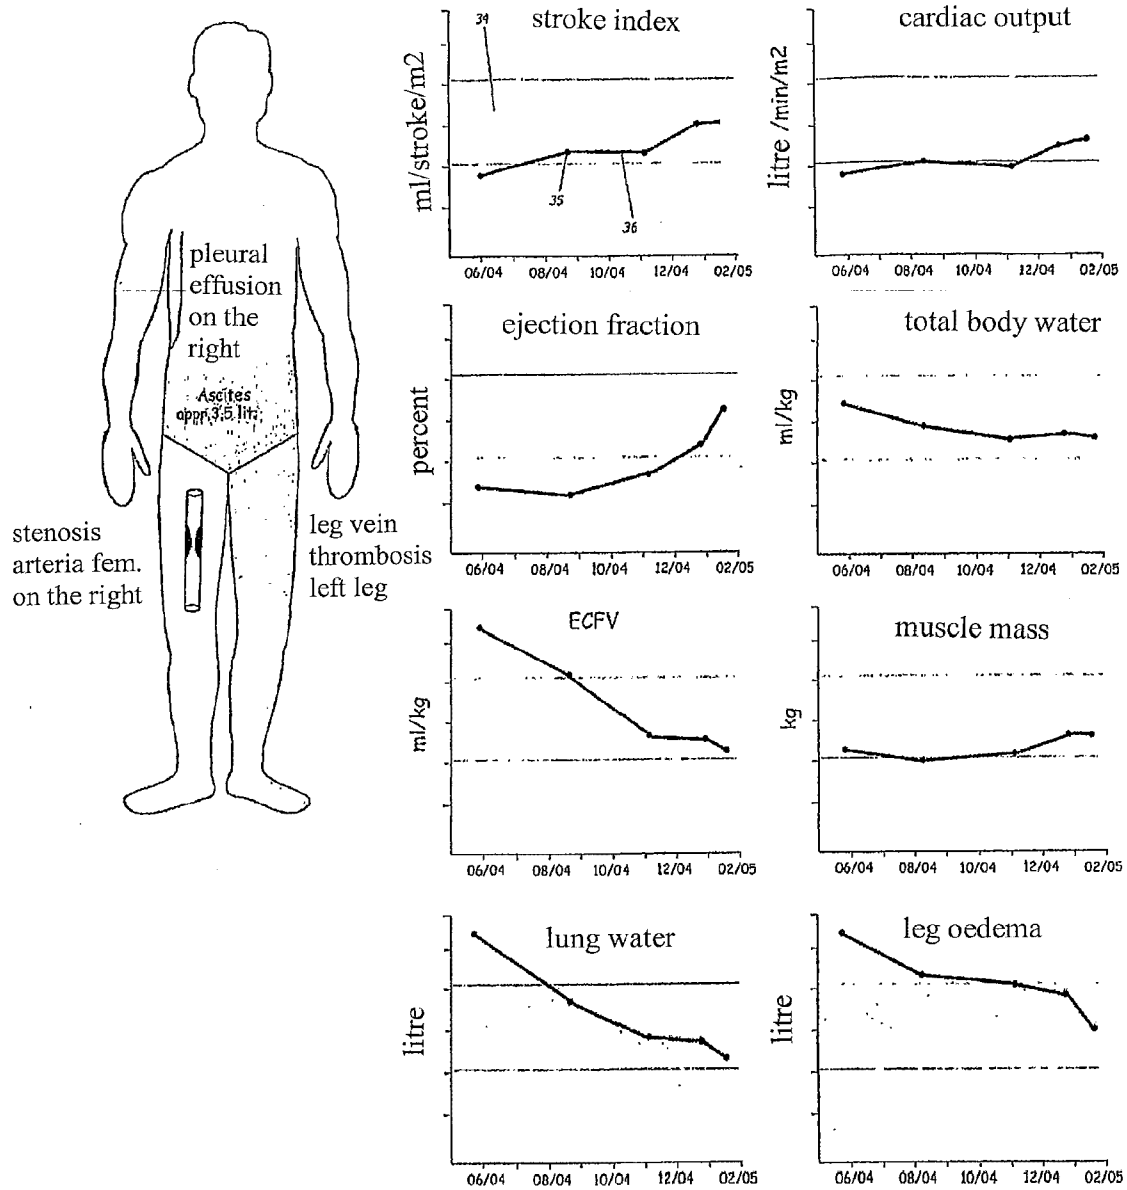 pleural
effusion
on the
right
Ascites
appr.3,5 lit.
stenosis
arteria fem.
on the right
leg vein
thrombosis
left leg
stroke index
ml/stroke/m2
34
35
36
06/04 08/04 10/04 12/04 02/05
cardiac output
litre /min/m2
06/04 08/04 10/04 12/04 02/05
ejection fraction
percent
06/04 08/04 10/04 12/04 02/05
total body water
ml/kg
06/04 08/04 10/04 12/04 02/05
ECFV
ml/kg
06/04 08/04 10/04 12/04 02/05
muscle mass
kg
06/04 08/04 10/04 12/04 02/05
lung water
litre
06/04 08/04 10/04 12/04 02/05
leg oedema
litre
06/04 08/04 10/04 12/04 02/05